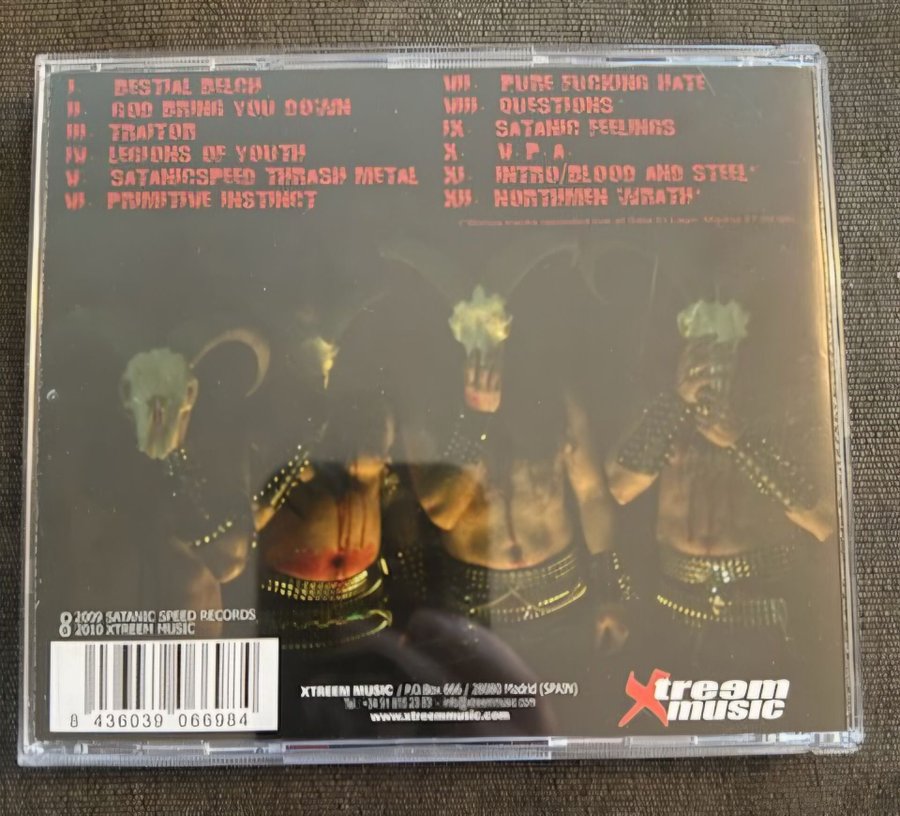 I. BESTIAL BELCH
II. GOD BRING YOU DOWN
III. TRAITOR
IV. LEGIONS OF YOUTH
V. SATANICSPEED THRASH METAL
VI. PRIMITIVE INSTINCT
VII. PURE FUCKING HATE
VIII. QUESTIONS
IX. SATANIC FEELINGS
X. V.P.A.
XI. INTRO/BLOOD AND STEEL*
XII. NORTHMEN WRATH*
2009 SATANIC SPEED RECORDS
2010 XTREEM MUSIC
8 436039 066984
XTREEM MUSIC / P.O. Box 666 / 28080 Madrid (SPAIN)
www.xtreemmusic.com
Xtreem
music